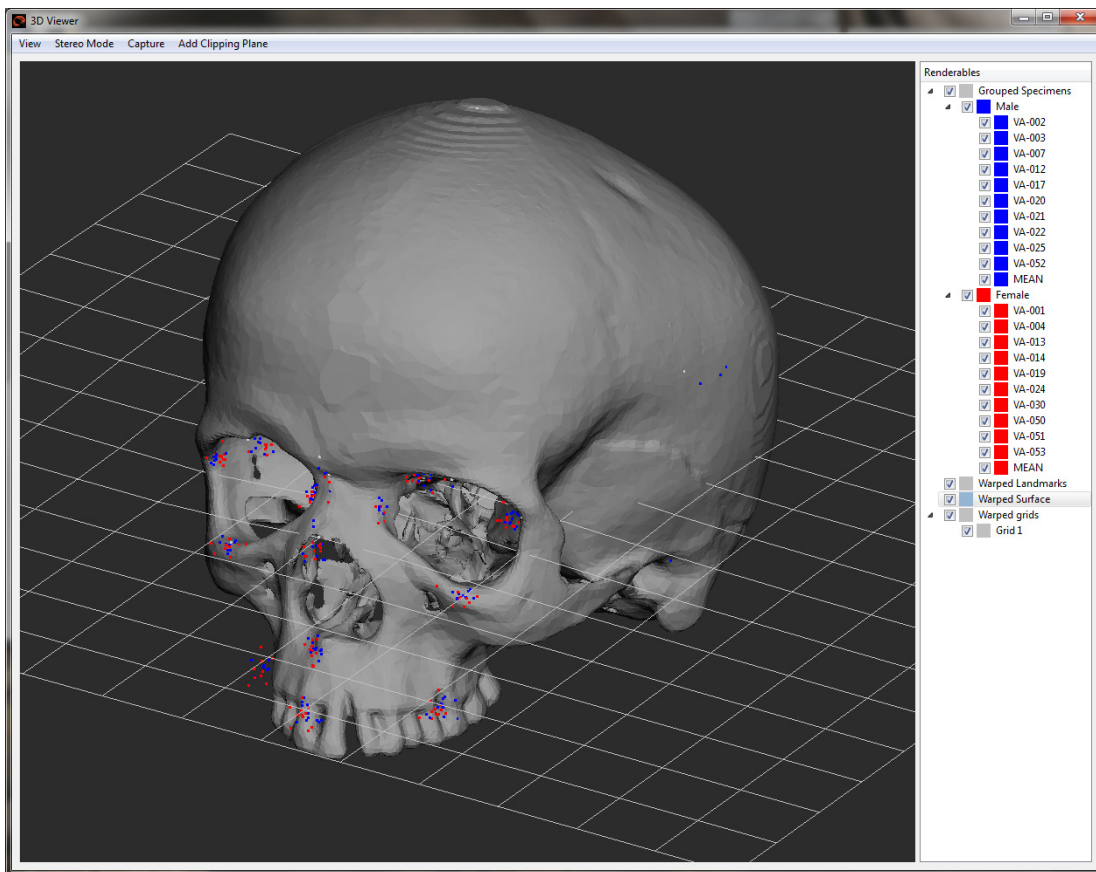 3D Viewer
View Stereo Mode Capture Add Clipping Plane
Renderables
Grouped Specimens
Male
VA-002
VA-003
VA-007
VA-012
VA-017
VA-020
VA-021
VA-022
VA-025
VA-052
MEAN
Female
VA-001
VA-004
VA-013
VA-014
VA-019
VA-024
VA-030
VA-050
VA-051
VA-053
MEAN
Warped Landmarks
Warped Surface
Warped grids
Grid 1